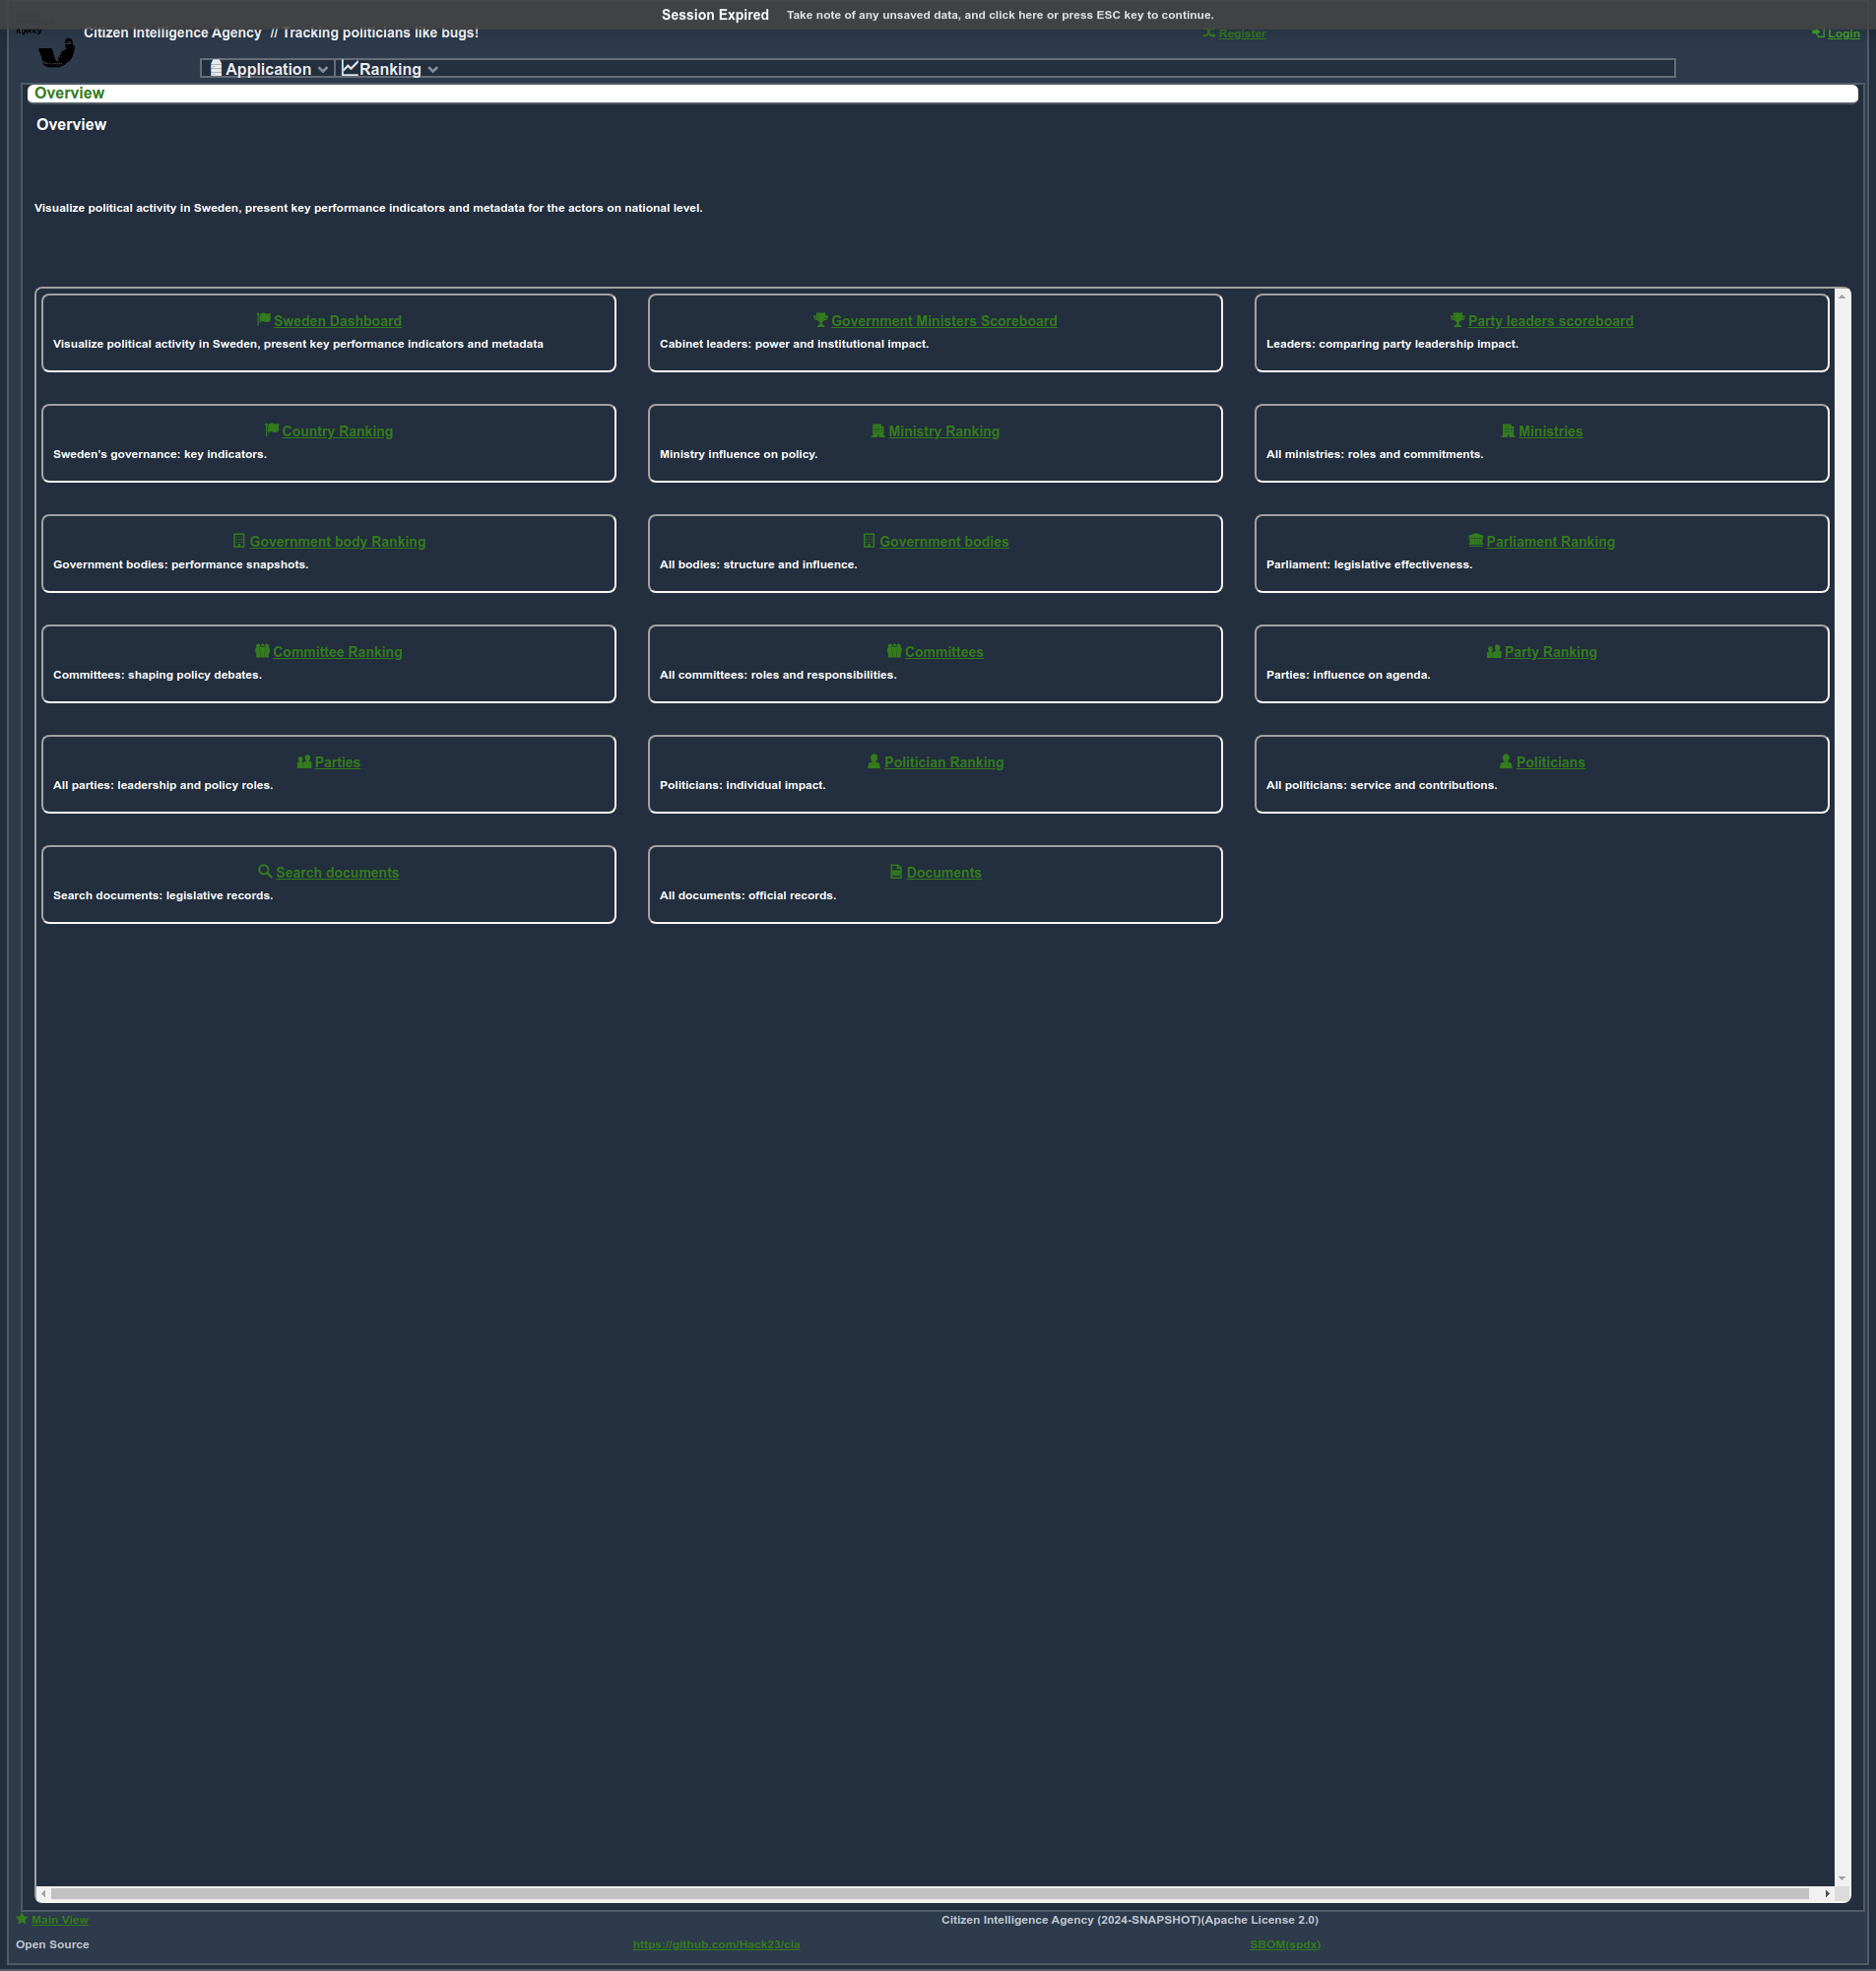 Session Expired Take note of any unsaved data, and click here or press ESC key to continue.
Agency
Citizen Intelligence Agency // Tracking politicians like bugs!
Register
Login
Application
Ranking
Overview
Overview
Visualize political activity in Sweden, present key performance indicators and metadata for the actors on national level.
Sweden Dashboard
Visualize political activity in Sweden, present key performance indicators and metadata
Government Ministers Scoreboard
Cabinet leaders: power and institutional impact.
Party leaders scoreboard
Leaders: comparing party leadership impact.
Country Ranking
Sweden's governance: key indicators.
Ministry Ranking
Ministry influence on policy.
Ministries
All ministries: roles and commitments.
Government body Ranking
Government bodies: performance snapshots.
Government bodies
All bodies: structure and influence.
Parliament Ranking
Parliament: legislative effectiveness.
Committee Ranking
Committees: shaping policy debates.
Committees
All committees: roles and responsibilities.
Party Ranking
Parties: influence on agenda.
Parties
All parties: leadership and policy roles.
Politician Ranking
Politicians: individual impact.
Politicians
All politicians: service and contributions.
Search documents
Search documents: legislative records.
Documents
All documents: official records.
Main View
Citizen Intelligence Agency (2024-SNAPSHOT)(Apache License 2.0)
Open Source
https://github.com/Hack23/cia
SBOM(spdx)